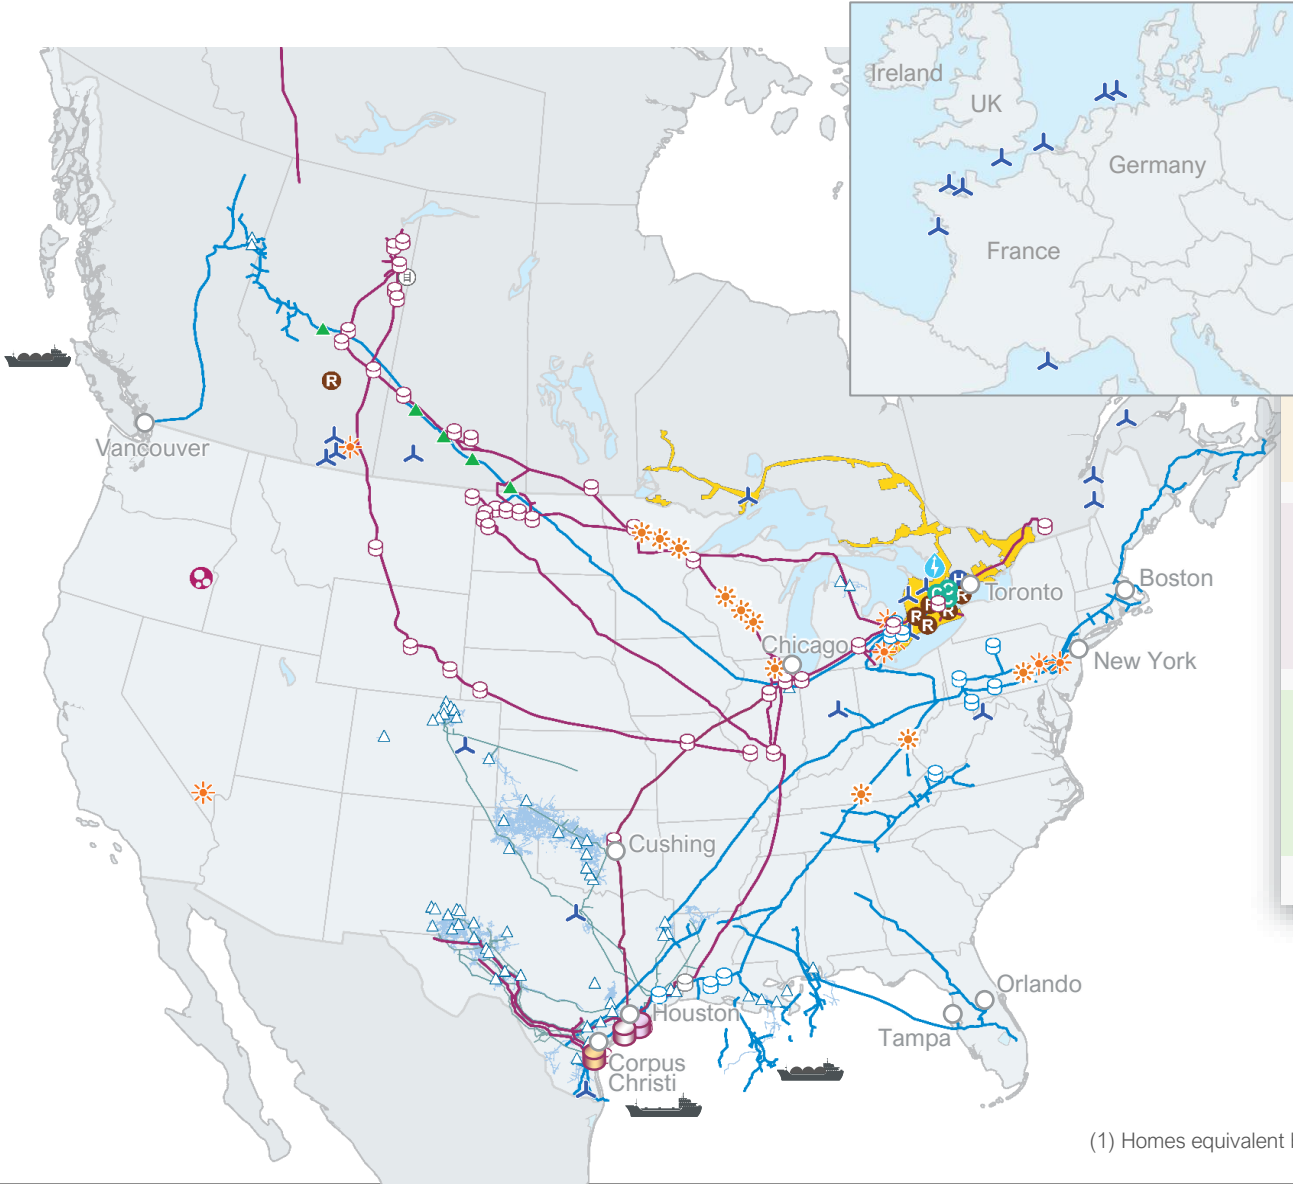 Ireland
UK
Germany
France
Vancouver
R
H
Toronto
R
C
C
R
R
R
R
Boston
Chicago
New York
Cushing
Orlando
Houston
Tampa
Corpus
Christi
(1) Homes equivalent